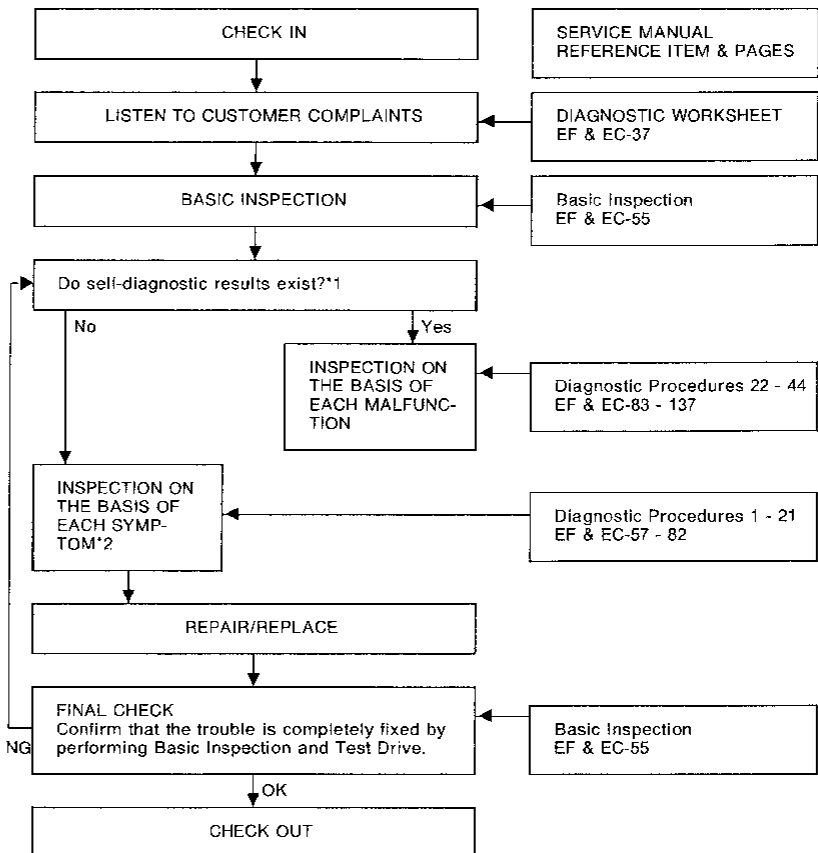 CHECK IN
SERVICE MANUAL
REFERENCE ITEM & PAGES
LISTEN TO CUSTOMER COMPLAINTS
DIAGNOSTIC WORKSHEET
EF & EC-37
BASIC INSPECTION
Basic Inspection
EF & EC-55
Do self-diagnostic results exist?*1
No
Yes
INSPECTION ON
THE BASIS OF
EACH MALFUNC-
TION
Diagnostic Procedures 22 - 44
EF & EC-83 - 137
INSPECTION ON
THE BASIS OF
EACH SYMP-
TOM*2
Diagnostic Procedures 1 - 21
EF & EC-57 - 82
REPAIR/REPLACE
FINAL CHECK
Confirm that the trouble is completely fixed by
performing Basic Inspection and Test Drive.
Basic Inspection
EF & EC-55
NG
OK
CHECK OUT